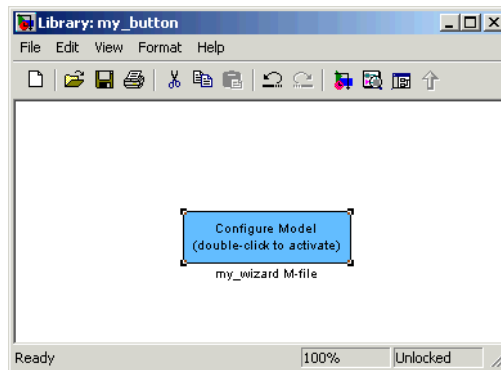 Library: my_button
File Edit View Format Help
Configure Model
(double-click to activate)
my_wizard M-file
Ready 100% Unlocked